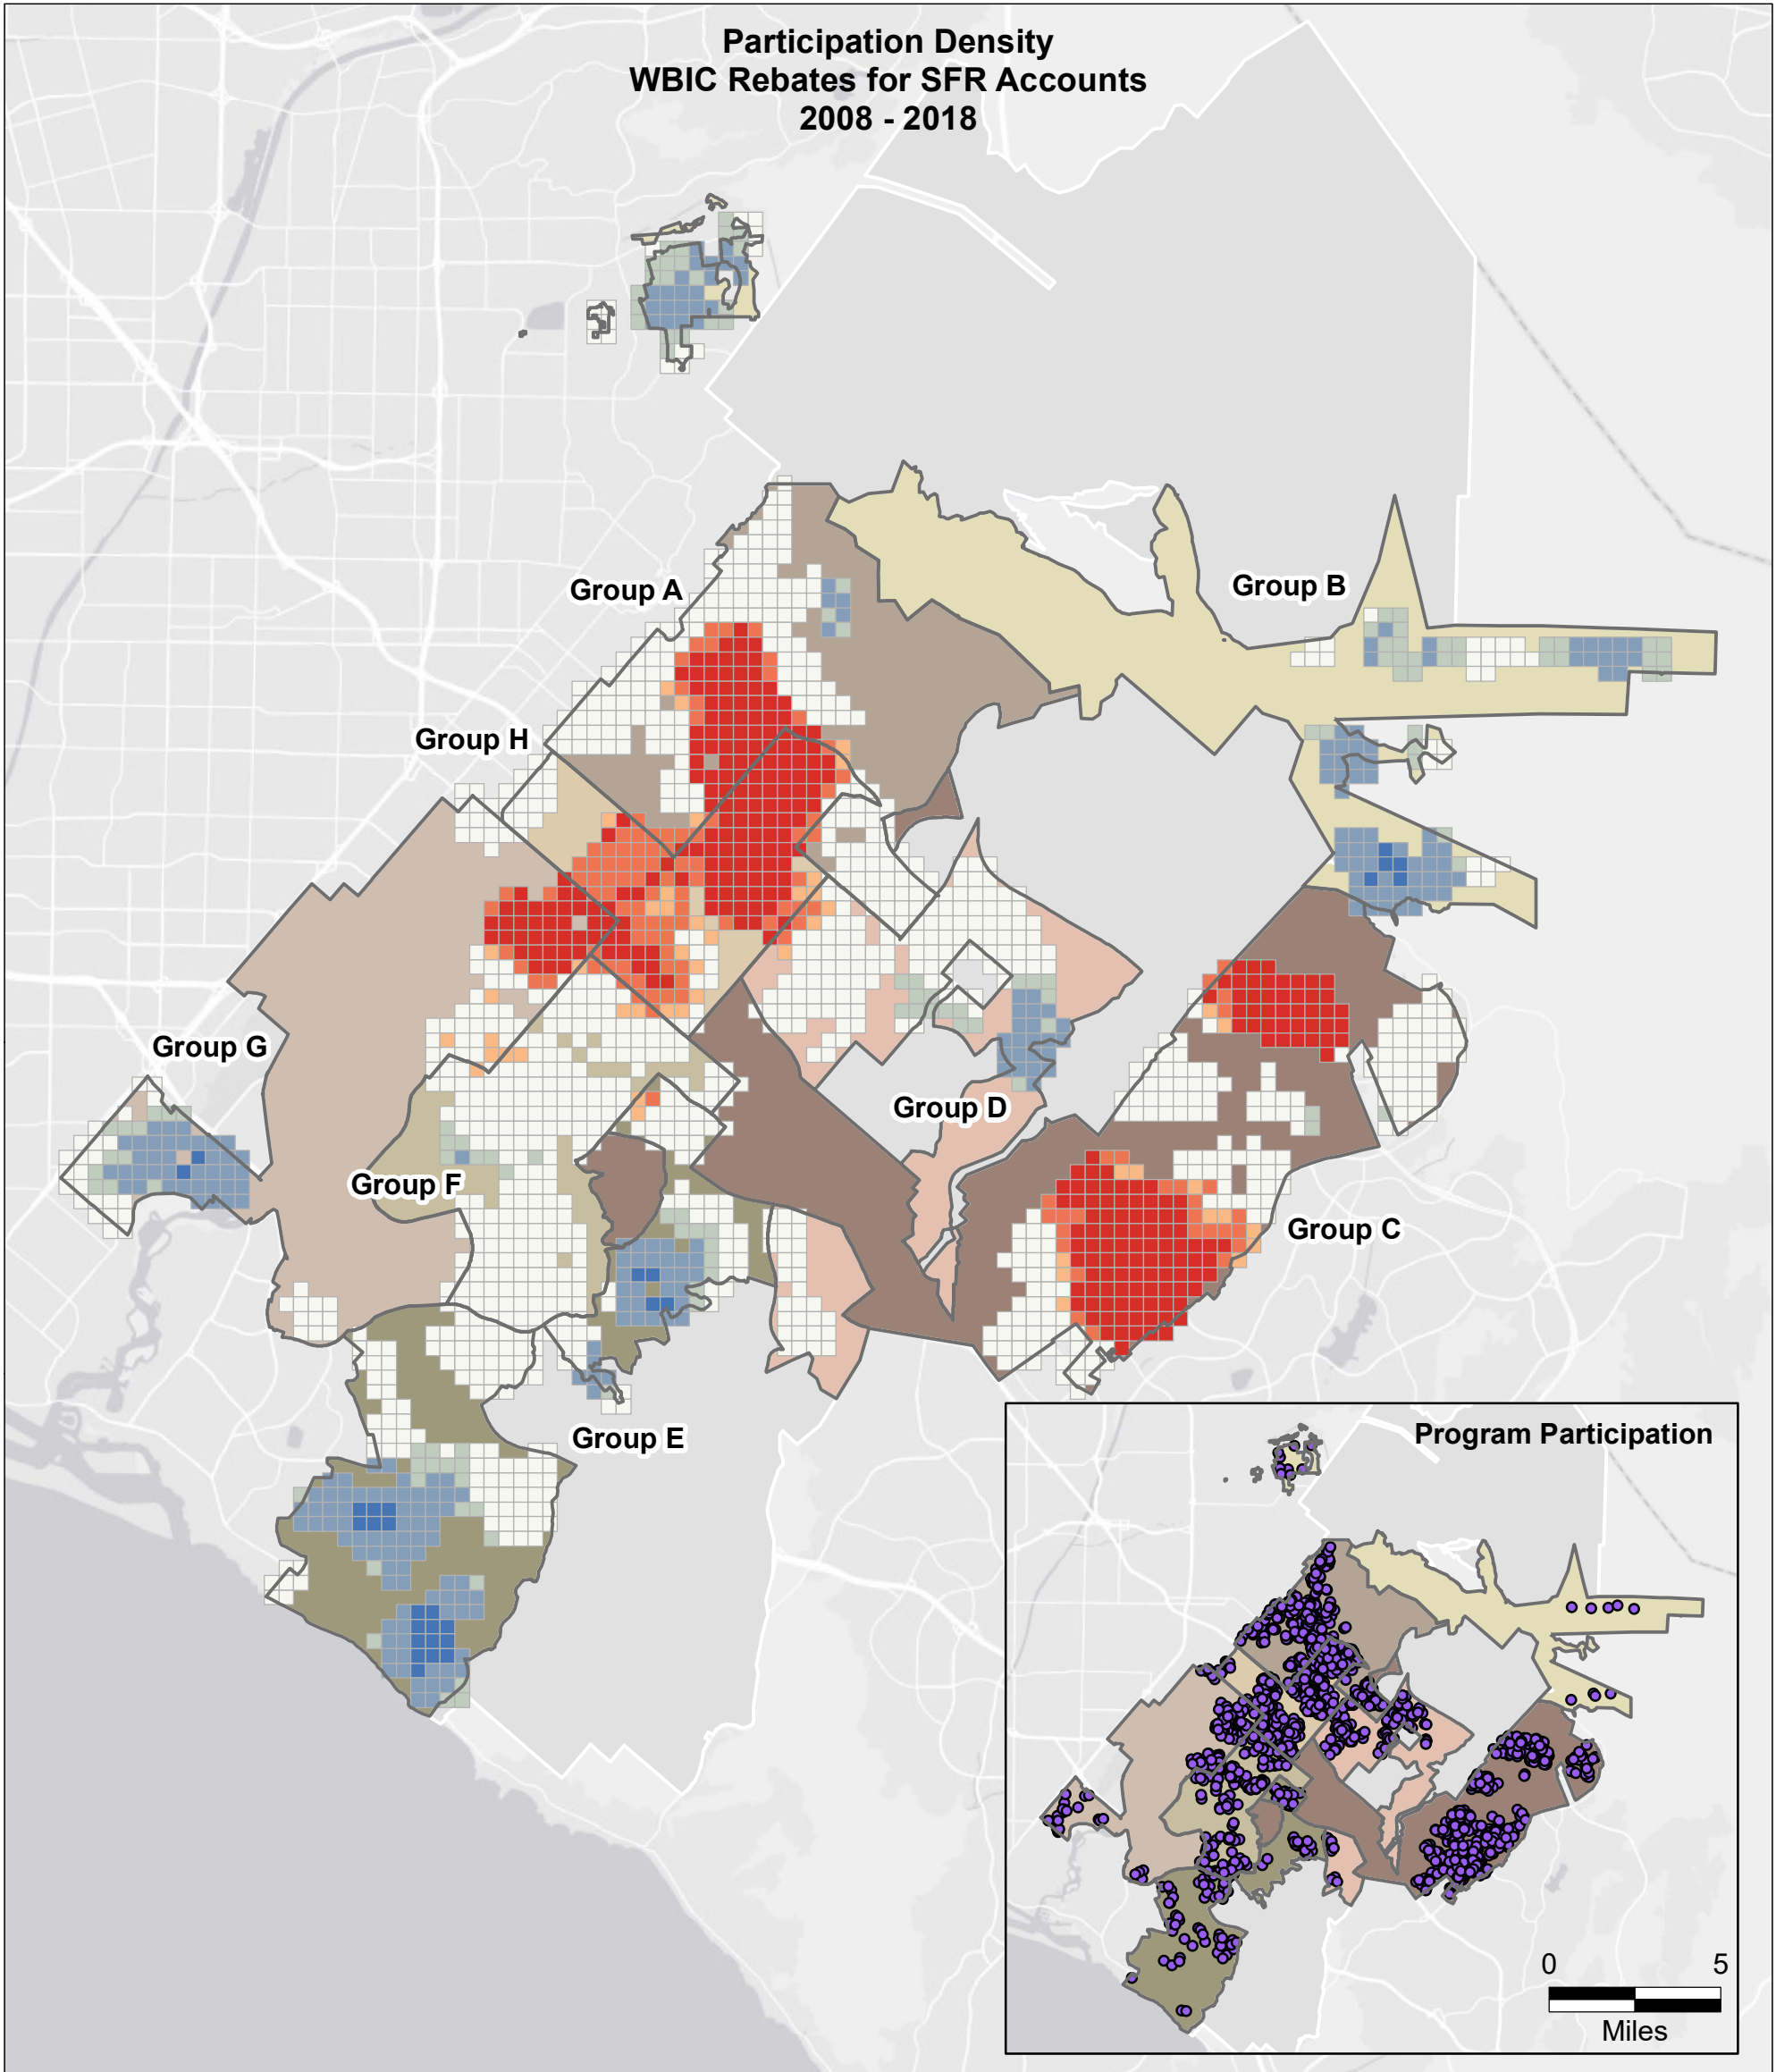 Participation Density
WBIC Rebates for SFR Accounts
2008 - 2018
Group A
Group B
Group H
Group G
Group D
Group F
Group C
Group E
Program Participation
0 5
Miles